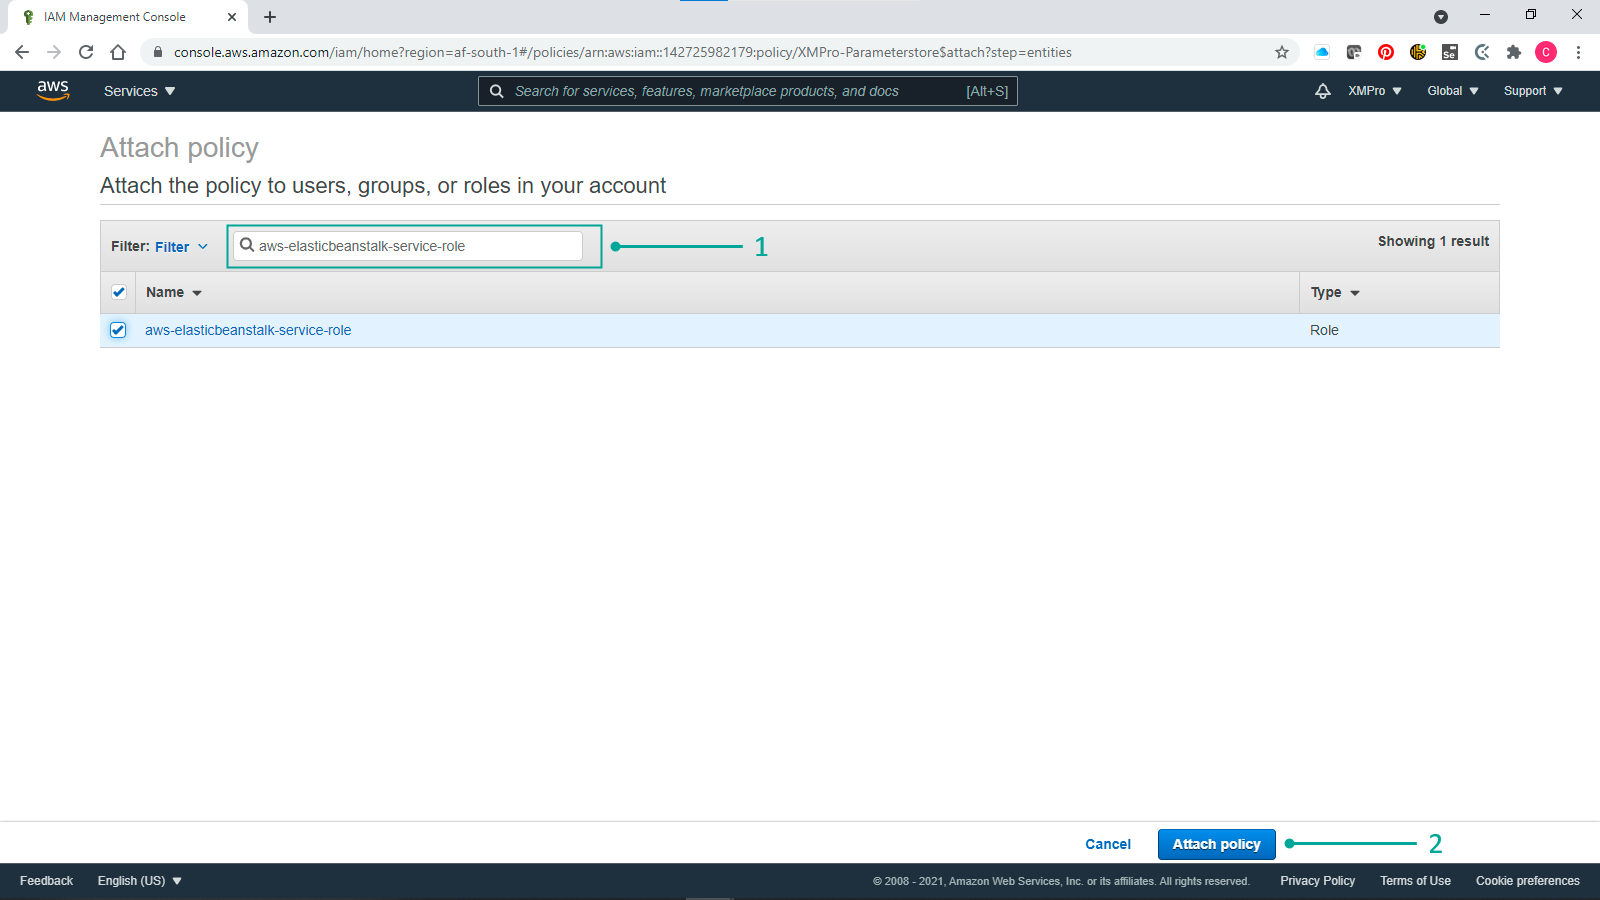 IAM Management Console
console.aws.amazon.com/iam/home?region=af-south-1#/policies/arn:aws:iam::142725982179:policy/XMPro-Parameterstore$attach?step=entities
Se
C
aws
Services
Search for services, features, marketplace products, and docs
[Alt+S]
XMPro
Global
Support
Attach policy
Attach the policy to users, groups, or roles in your account
Filter: Filter
aws-elasticbeanstalk-service-role
1
Showing 1 result
Name
Type
aws-elasticbeanstalk-service-role
Role
Cancel
Attach policy
2
Feedback
English (US)
© 2008 - 2021, Amazon Web Services, Inc. or its affiliates. All rights reserved.
Privacy Policy
Terms of Use
Cookie preferences